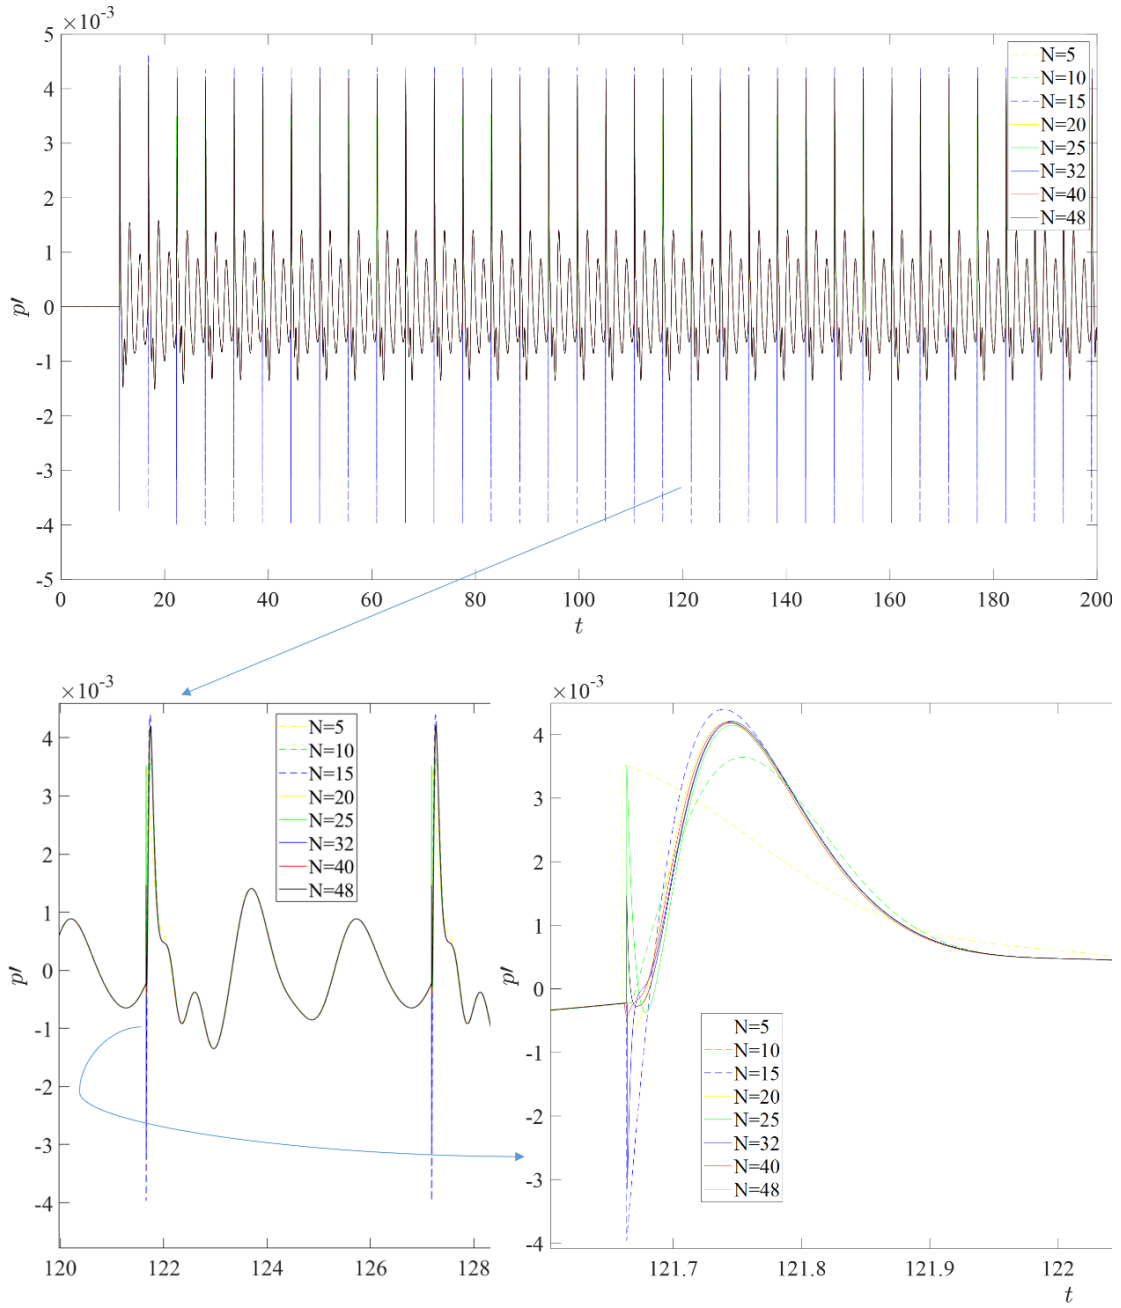 ×10⁻³
5
4
3
2
1
0
-1
-2
-3
-4
-5
p′
0 20 40 60 80 100 120 140 160 180 200
t
N=5
N=10
N=15
N=20
N=25
N=32
N=40
N=48
×10⁻³
4
3
2
1
0
-1
-2
-3
-4
p′
120 122 124 126 128
N=5
N=10
N=15
N=20
N=25
N=32
N=40
N=48
×10⁻³
4
3
2
1
0
-1
-2
-3
-4
p′
121.7 121.8 121.9 122
t
N=5
N=10
N=15
N=20
N=25
N=32
N=40
N=48